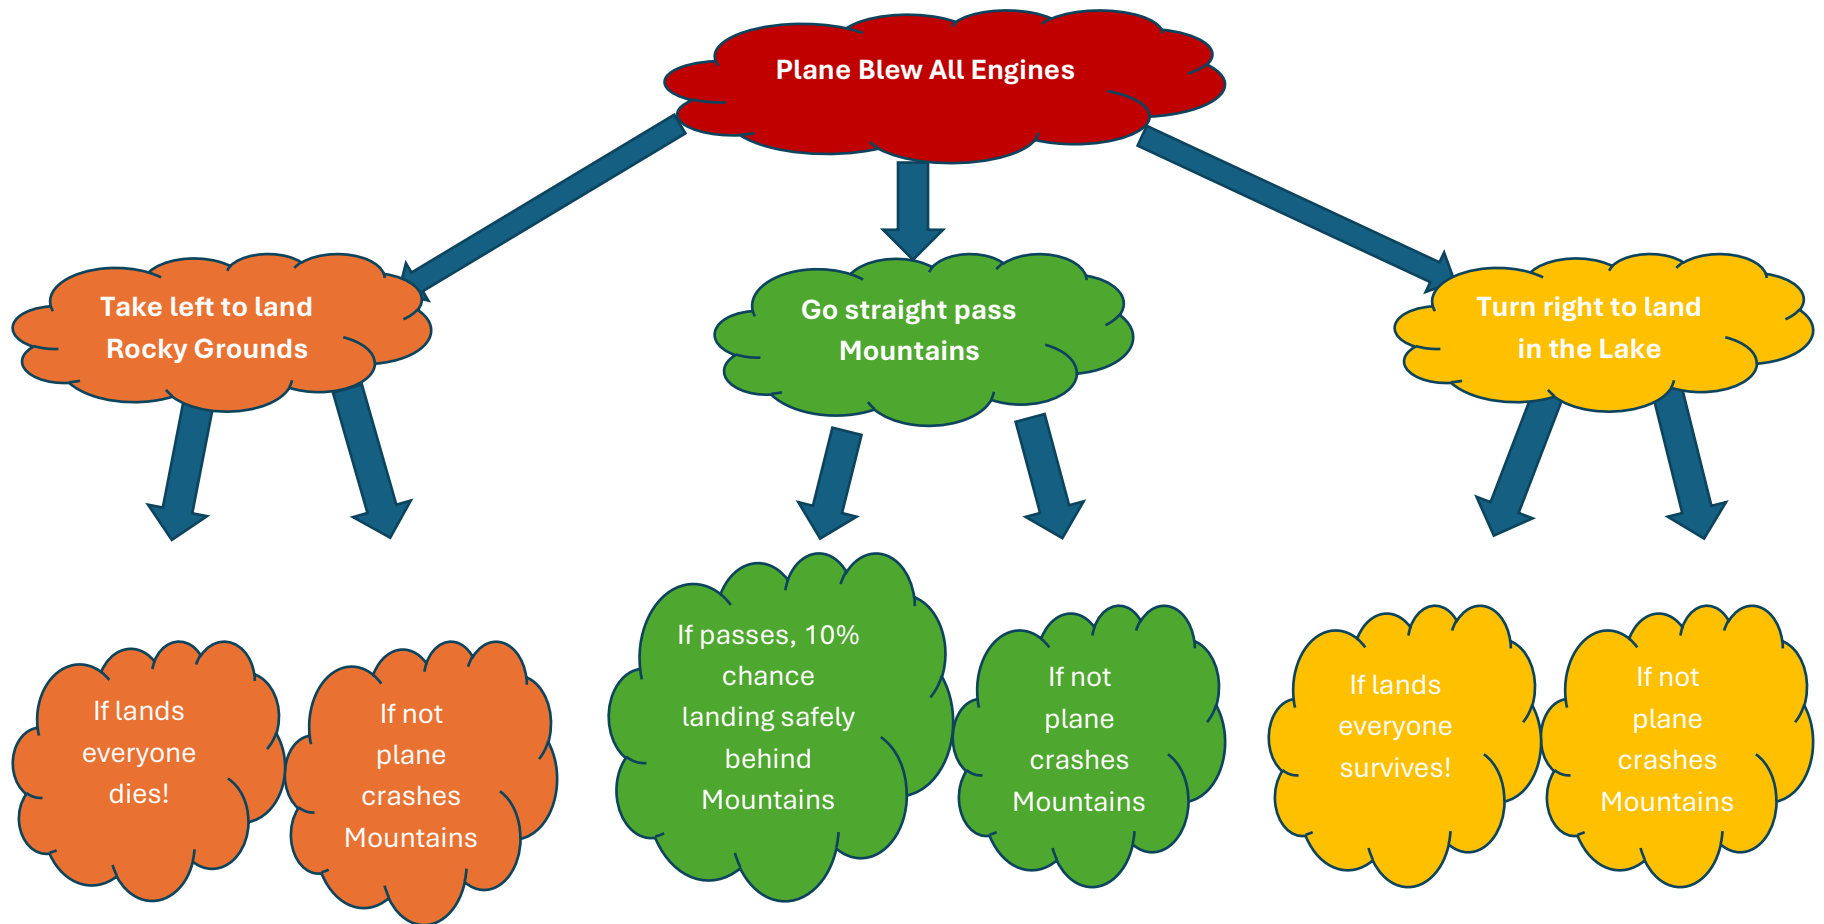 Plane Blew All Engines
Take left to land
Rocky Grounds
Go straight pass
Mountains
Turn right to land
in the Lake
If lands
everyone
dies!
If not
plane
crashes
Mountains
If passes, 10%
chance
landing safely
behind
Mountains
If not
plane
crashes
Mountains
If lands
everyone
survives!
If not
plane
crashes
Mountains